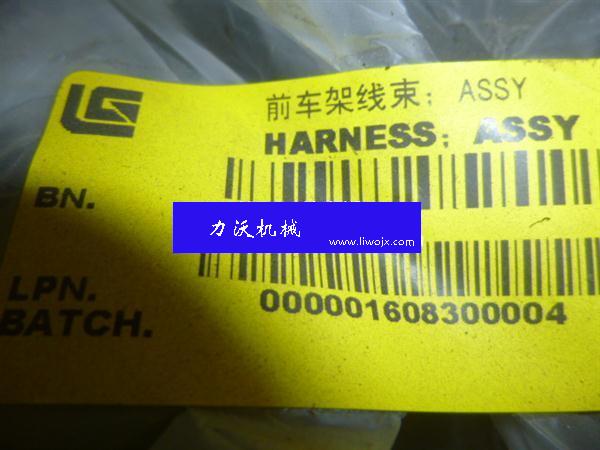 前车架线束；ASSY
HARNESS；ASSY
BN.
力沃机械
www.liwojx.com
LPN.
000001608300004
BATCH.